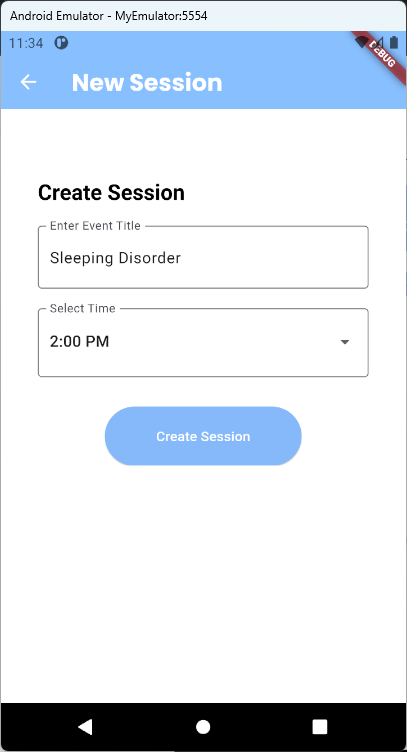 Android Emulator - MyEmulator:5554
11:34
DEBUG
New Session
Create Session
Enter Event Title
Sleeping Disorder
Select Time
2:00 PM
Create Session